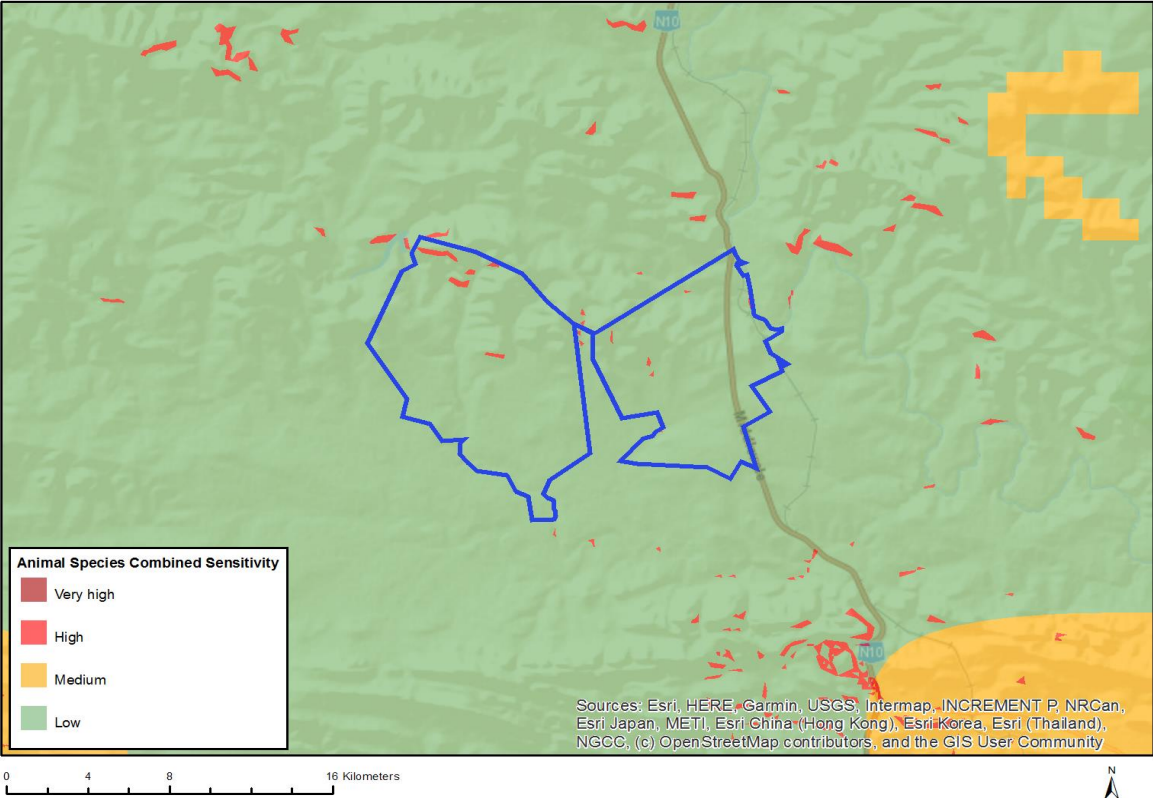 N10
Animal Species Combined Sensitivity
Very high
High
Medium
Low
N10
Sources: Esri, HERE, Garmin, USGS, Intermap, INCREMENT P, NRCan,
Esri Japan, METI, Esri China (Hong Kong), Esri Korea, Esri (Thailand),
NGCC, (c) OpenStreetMap contributors, and the GIS User Community
0 4 8 16 Kilometers
N